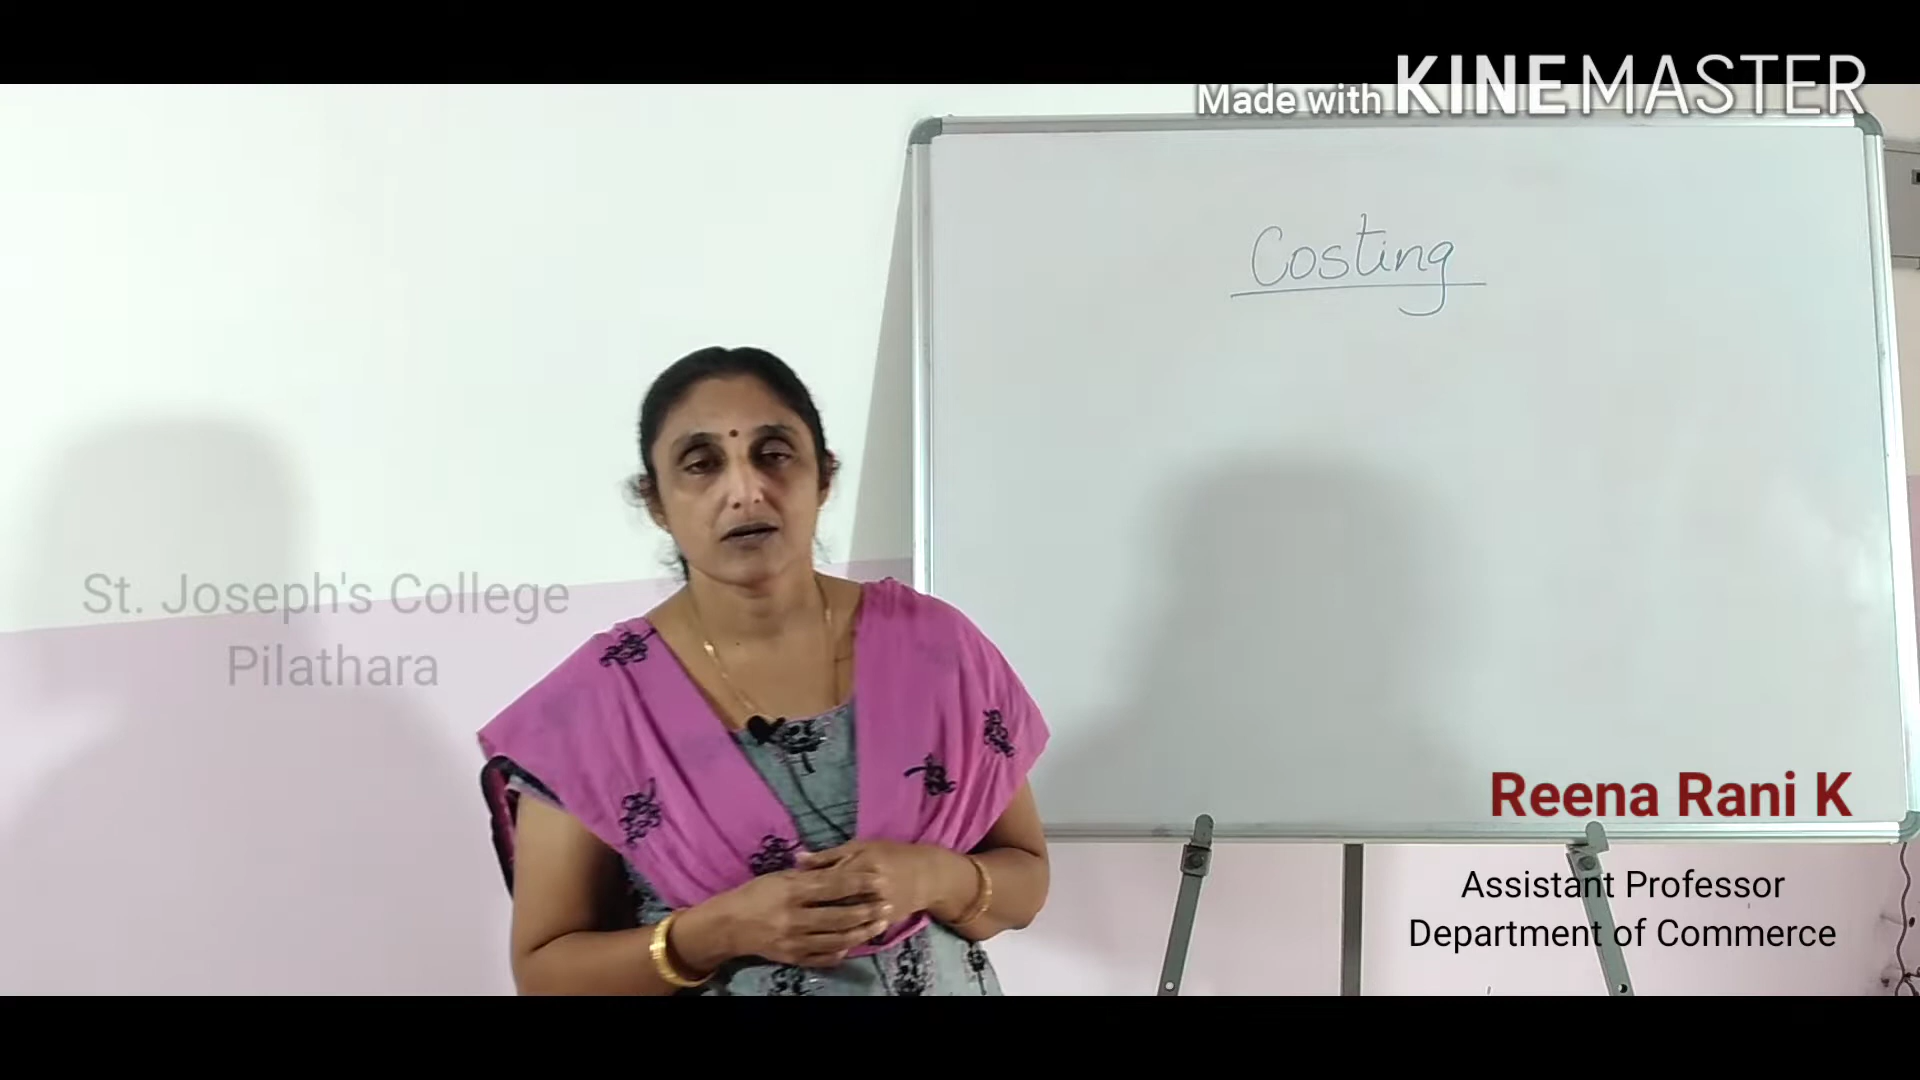 Made with KINEMASTER
Costing
St. Joseph's College
Pilathara
Reena Rani K
Assistant Professor
Department of Commerce